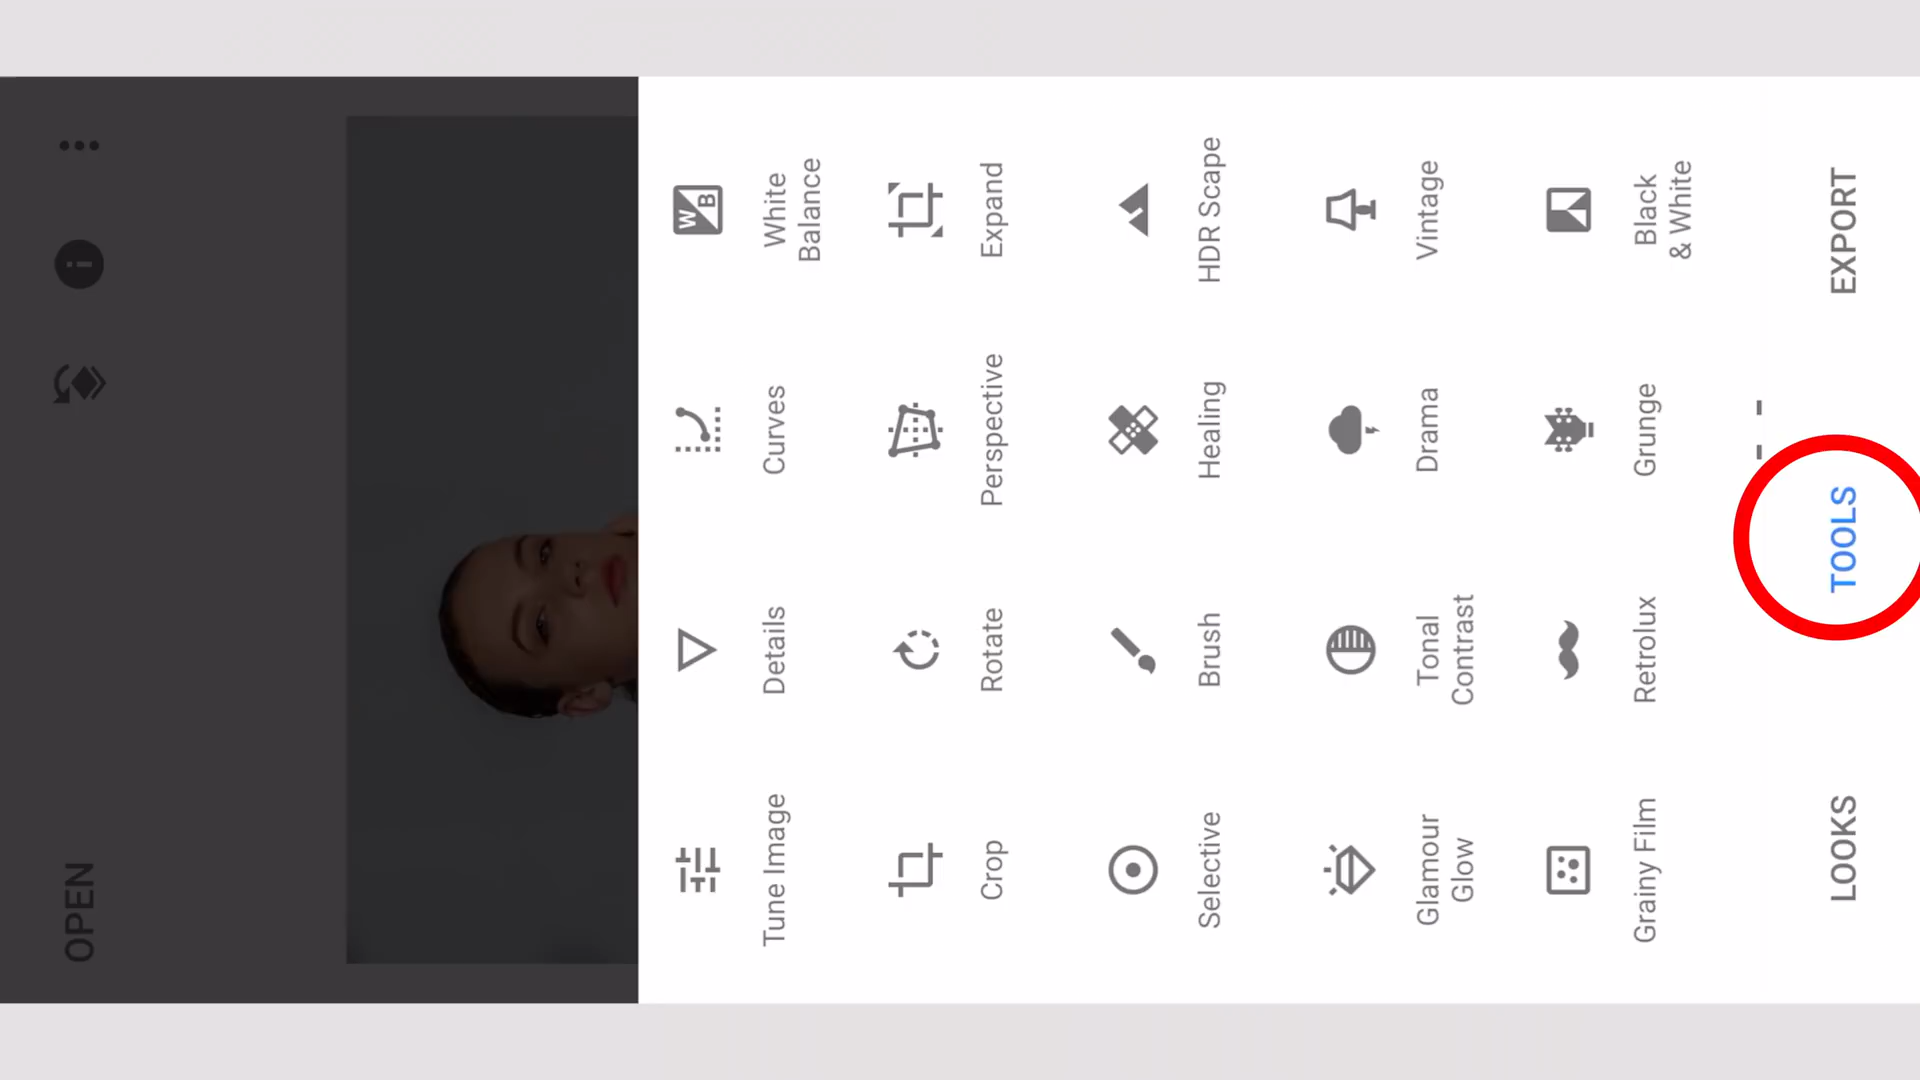 OPEN
Tune Image
Details
Curves
White
Balance
Crop
Rotate
Perspective
Expand
Selective
Brush
Healing
HDR Scape
Glamour
Glow
Tonal
Contrast
Drama
Vintage
Grainy Film
Retrolux
Grunge
Black
& White
LOOKS
TOOLS
EXPORT